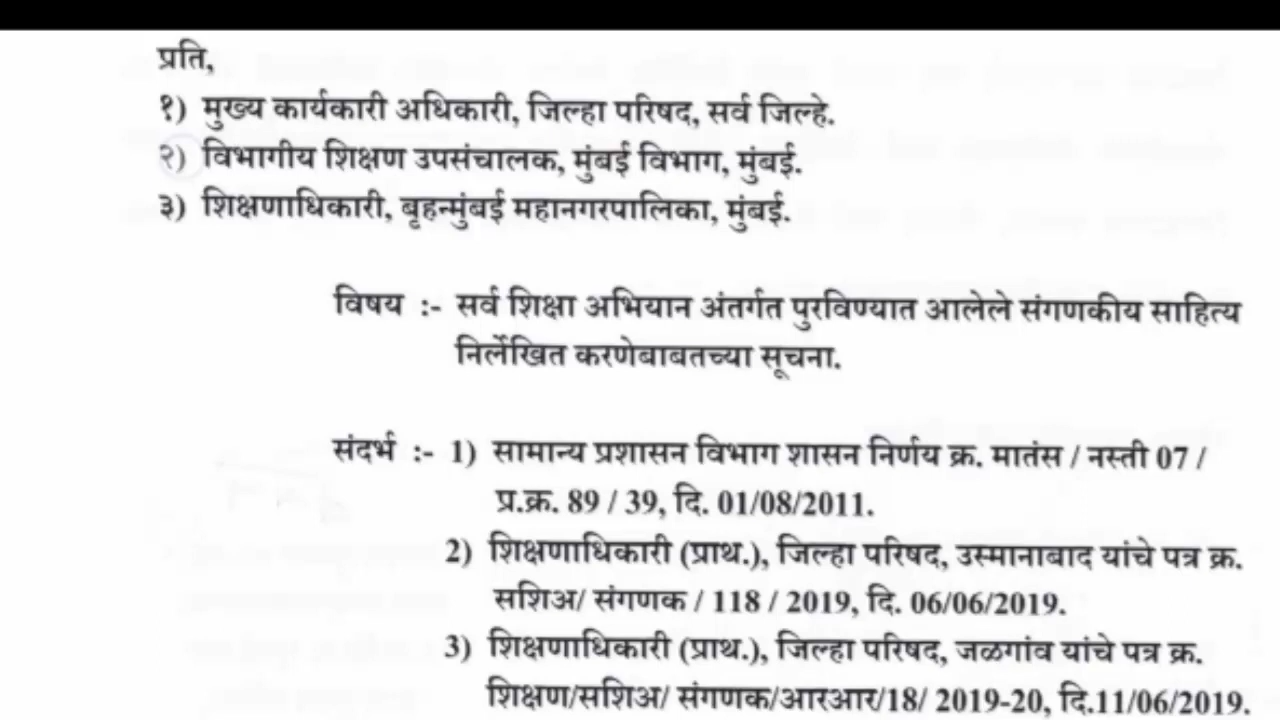 प्रति,
१) मुख्य कार्यकारी अधिकारी, जिल्हा परिषद, सर्व जिल्हे.
२) विभागीय शिक्षण उपसंचालक, मुंबई विभाग, मुंबई.
३) शिक्षणाधिकारी, बृहन्मुंबई महानगरपालिका, मुंबई.
विषय :- सर्व शिक्षा अभियान अंतर्गत पुरविण्यात आलेले संगणकीय साहित्य
निर्लेखित करणेबाबतच्या सूचना.
संदर्भ :- 1) सामान्य प्रशासन विभाग शासन निर्णय क्र. मातंस / नस्ती 07 /
प्र.क्र. 89 / 39, दि. 01/08/2011.
2) शिक्षणाधिकारी (प्राथ.), जिल्हा परिषद, उस्मानाबाद यांचे पत्र क्र.
सशिअ/ संगणक / 118 / 2019, दि. 06/06/2019.
3) शिक्षणाधिकारी (प्राथ.), जिल्हा परिषद, जळगांव यांचे पत्र क्र.
शिक्षण/सशिअ/ संगणक/आरआर/18/ 2019-20, दि.11/06/2019.